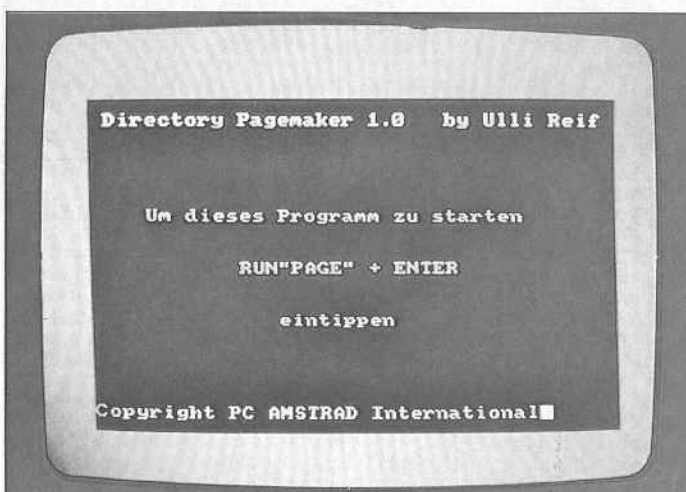 Directory Pagemaker 1.0 by Ulli Reif
Um dieses Programm zu starten
RUN"PAGE" + ENTER
eintippen
Copyright PC AMSTRAD International